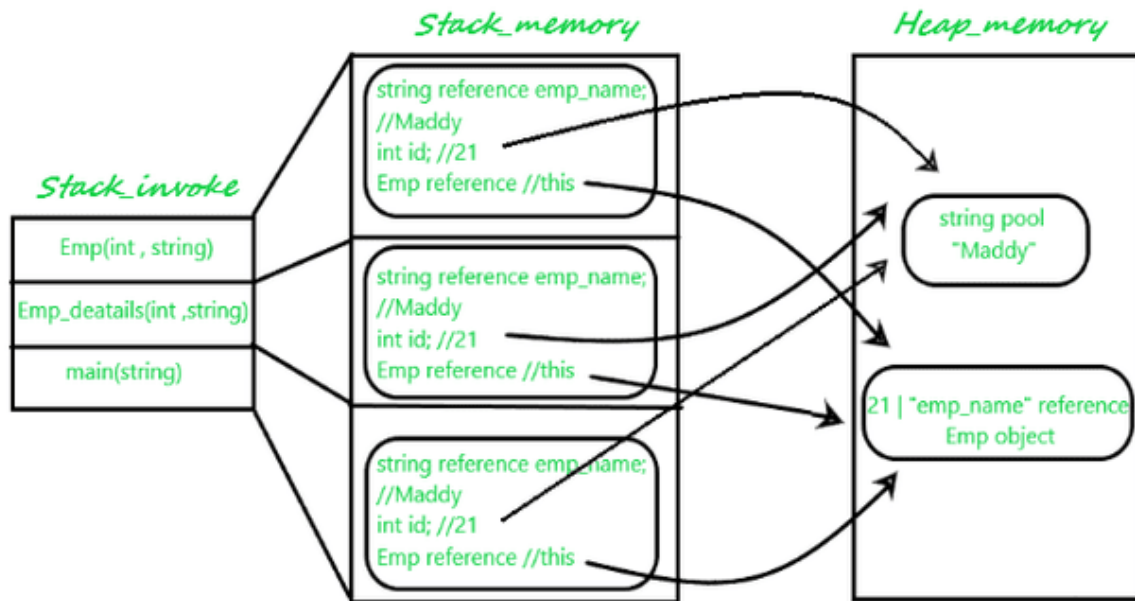 Stack_memory
Heap_memory
Stack_invoke
Emp(int , string)
Emp_deatails(int ,string)
main(string)
string reference emp_name;
//Maddy
int id; //21
Emp reference //this
string reference emp_name;
//Maddy
int id; //21
Emp reference //this
string reference emp_name;
//Maddy
int id; //21
Emp reference //this
string pool
"Maddy"
21 | "emp_name" reference
Emp object